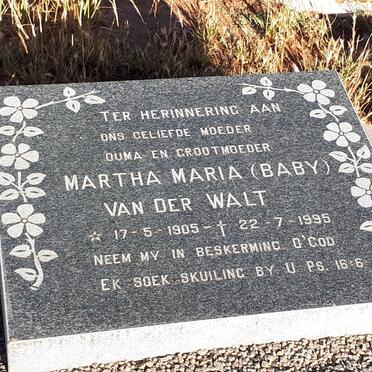 TER HERINNERING AAN
ONS GELIEFDE MOEDER
OUMA EN GROOTMOEDER
MARTHA MARIA (BABY)
VAN DER WALT
☆ 17-5-1905 - † 22-7-1995
NEEM MY IN BESKERMING O'GOD
EK SOEK SKUILING BY U PS. 16-6